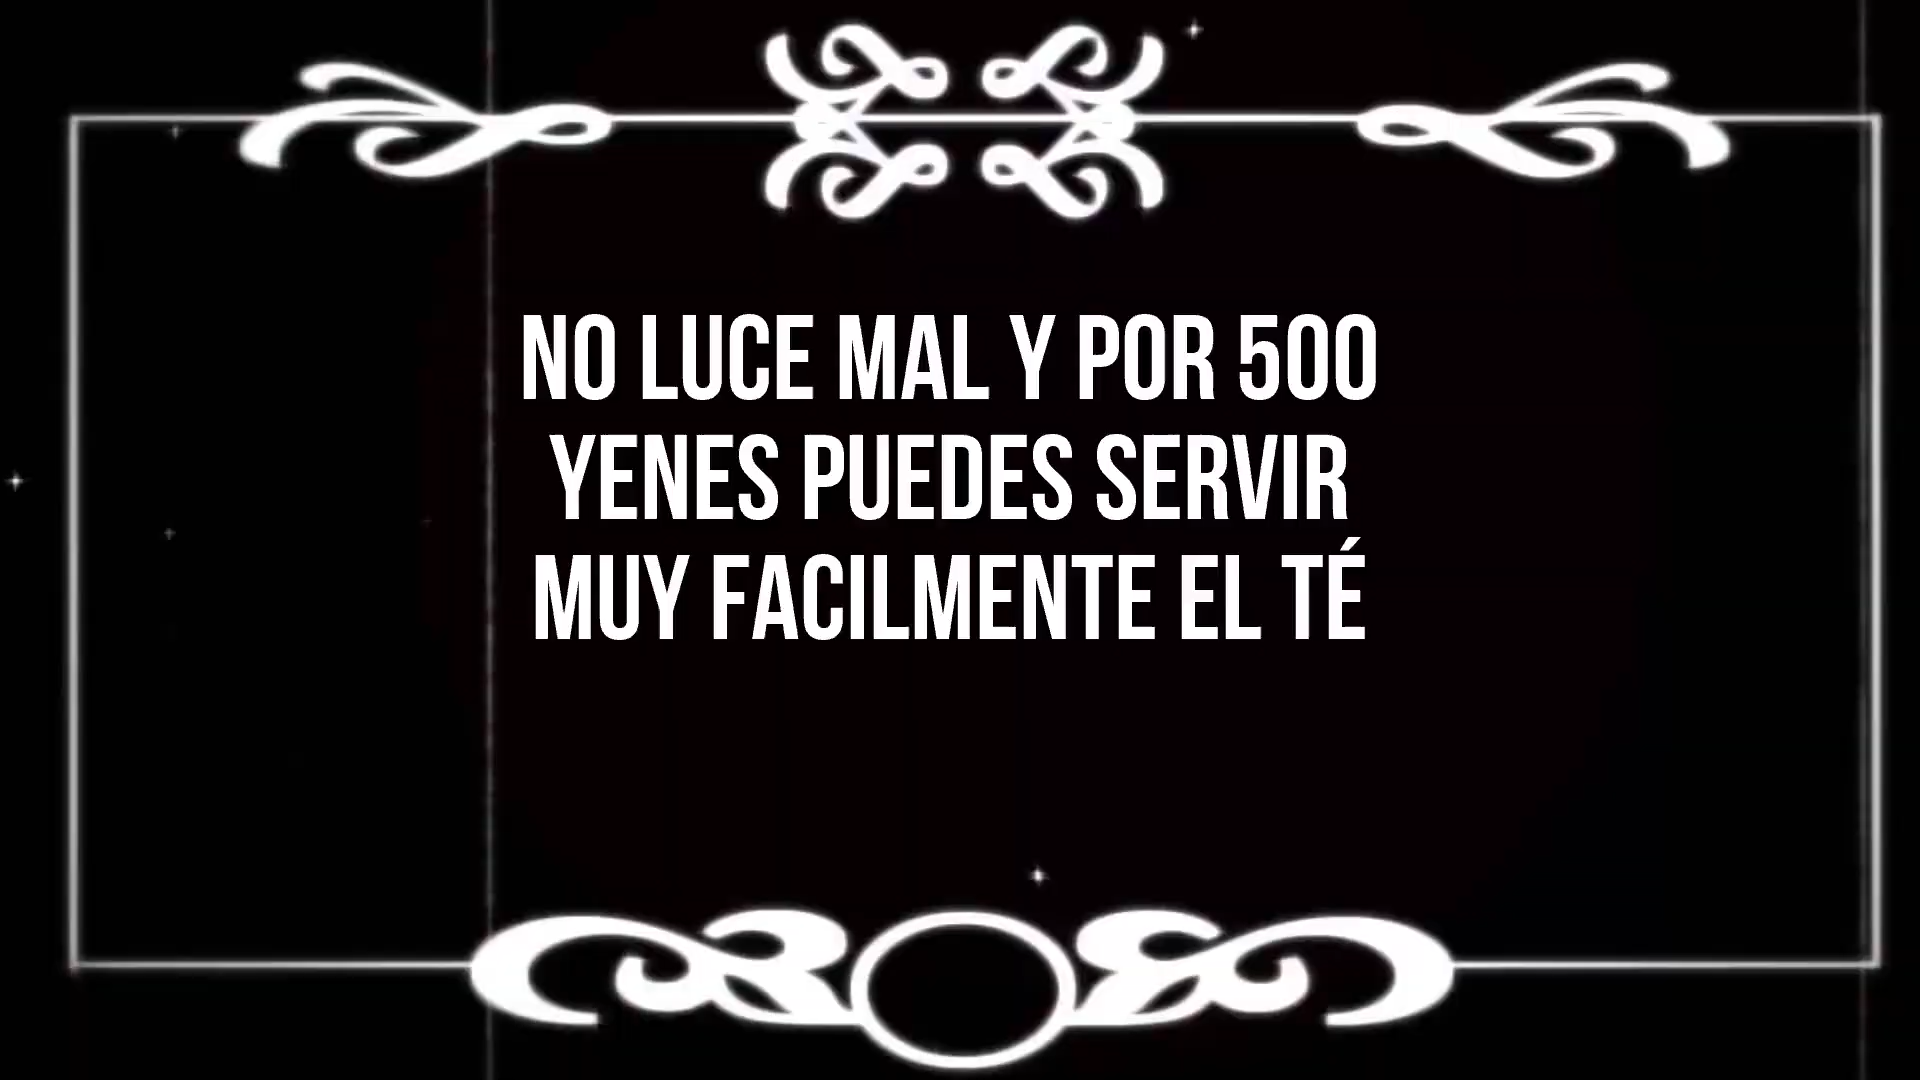 NO LUCE MAL Y POR 500
YENES PUEDES SERVIR
MUY FACILMENTE EL TÉ